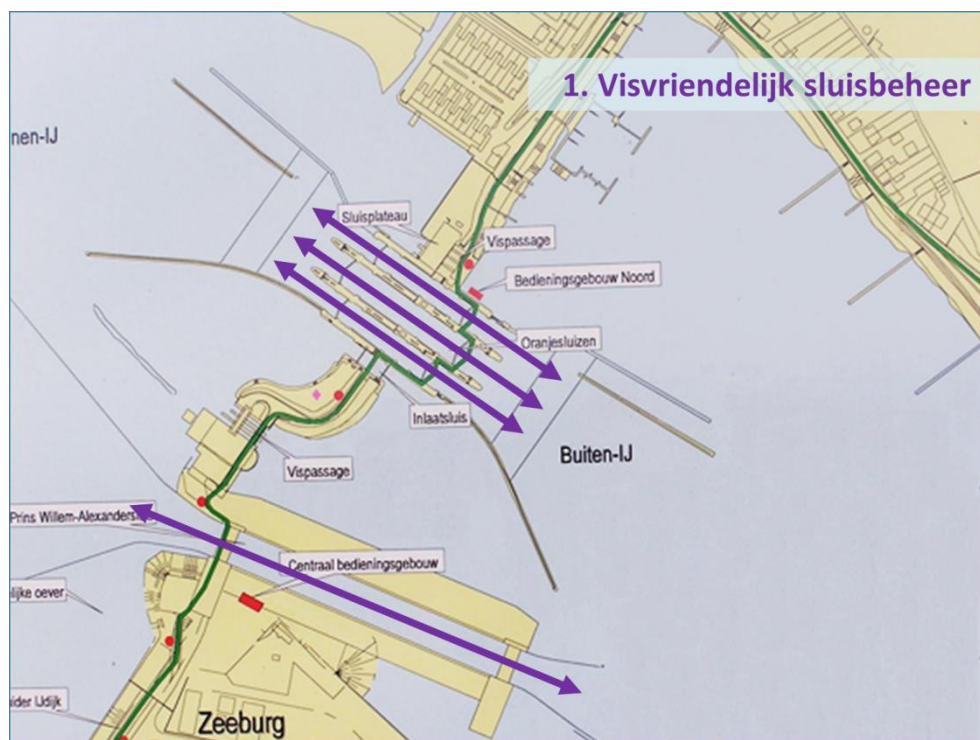 1. Visvriendelijk sluisbeheer
nen-IJ
Sluisplateau
Vispassage
Bedieningsgebouw Noord
Oranjesluizen
Inlaatsluis
Buiten-IJ
Vispassage
Prins Willem-Alexanders
Centraal bedieningsgebouw
lijke oever
IJdijk
Zeeburg